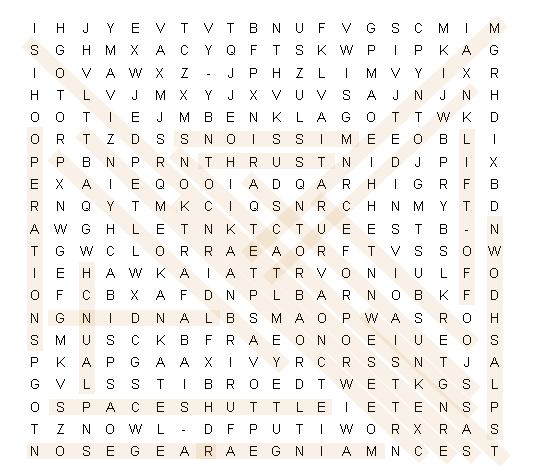 I H J Y E V T V T B N U F V G S C M I M
S G H M X A C Y Q F T S K W P I P K A G
I O V A W X Z - J P H Z L I M V Y I X R
H T L V J M X Y J X V U V S A J N J N H
O O T I E J M B E N K L A G O T T W K D
O R T Z D S S N O I S S I M E E O B L I
P P B N P R N T H R U S T N I D J P I X
E X A I E Q O O I A D Q A R H I G R F B
R N Q Y T M K C I Q S N R C H N M Y T D
A W G H L E T N K T C T U E E S T B - N
T G W C L O R R A E A O R F T V S S O W
I E H A W K A I A T T R V O N I U L F O
O F C B X A F D N P L B A R N O B K F D
N G N I D N A L B S M A O P W A S R O H
S M U S C K B F R A E O N O E I U E O S
P K A P G A A X I V Y R C R S S N T J A
G V L S S T I B R O E D T W E T K G S L
O S P A C E S H U T T L E I E T E N S P
T Z N O W L - D F P U T I W O R X R A S
N O S E G E A R A E G N I A M N C E S T